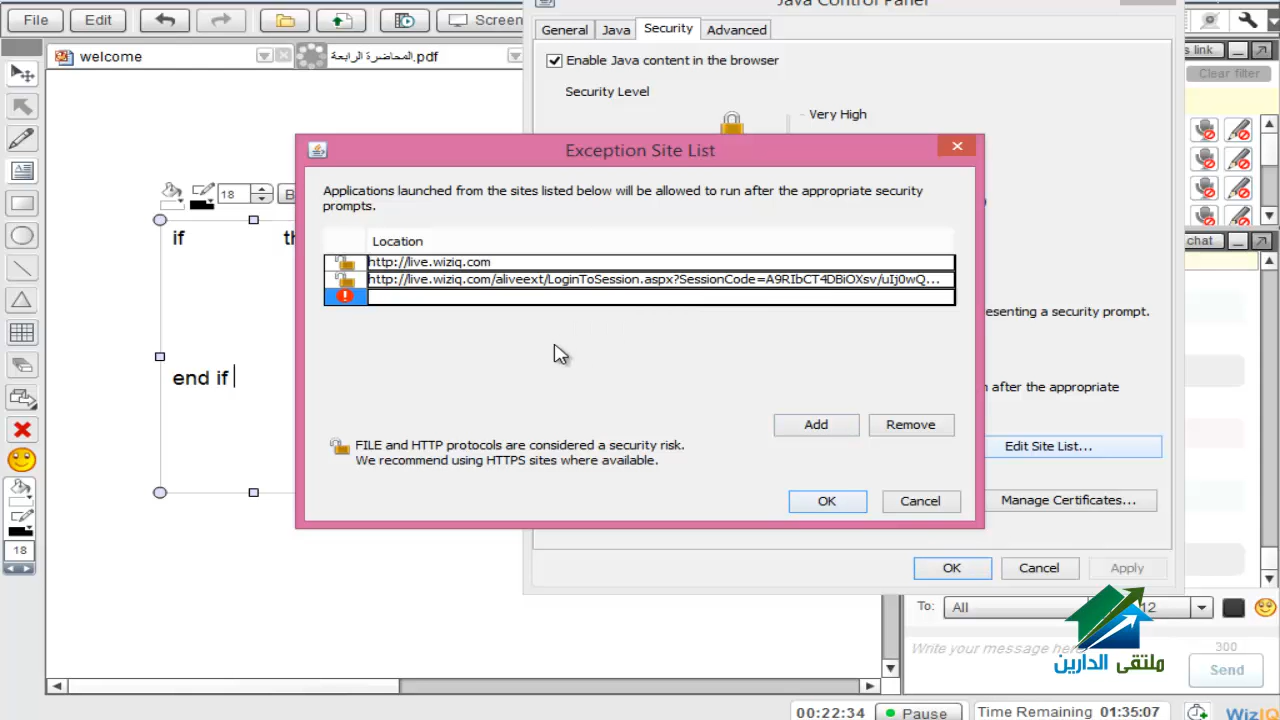 Java Control Panel
File
Edit
Screen
s link
General
Java
Security
Advanced
welcome
المحاضرة الرابعة.pdf
Clear filter
Enable Java content in the browser
Security Level
Very High
Exception Site List
Applications launched from the sites listed below will be allowed to run after the appropriate security
prompts.
18
B
if
th
Location
http://live.wiziq.com
http://live.wiziq.com/aliveext/LoginToSession.aspx?SessionCode=A9RIbCT4DBiOXsv/uIj0wQ...
chat
esenting a security prompt.
end if
n after the appropriate
Add
Remove
FILE and HTTP protocols are considered a security risk.
We recommend using HTTPS sites where available.
Edit Site List...
OK
Cancel
Manage Certificates...
18
OK
Cancel
Apply
To:
All
12
Write your message here
300
ملتقى الدارين
Send
00:22:34
Pause
Time Remaining
01:35:07
WizIQ